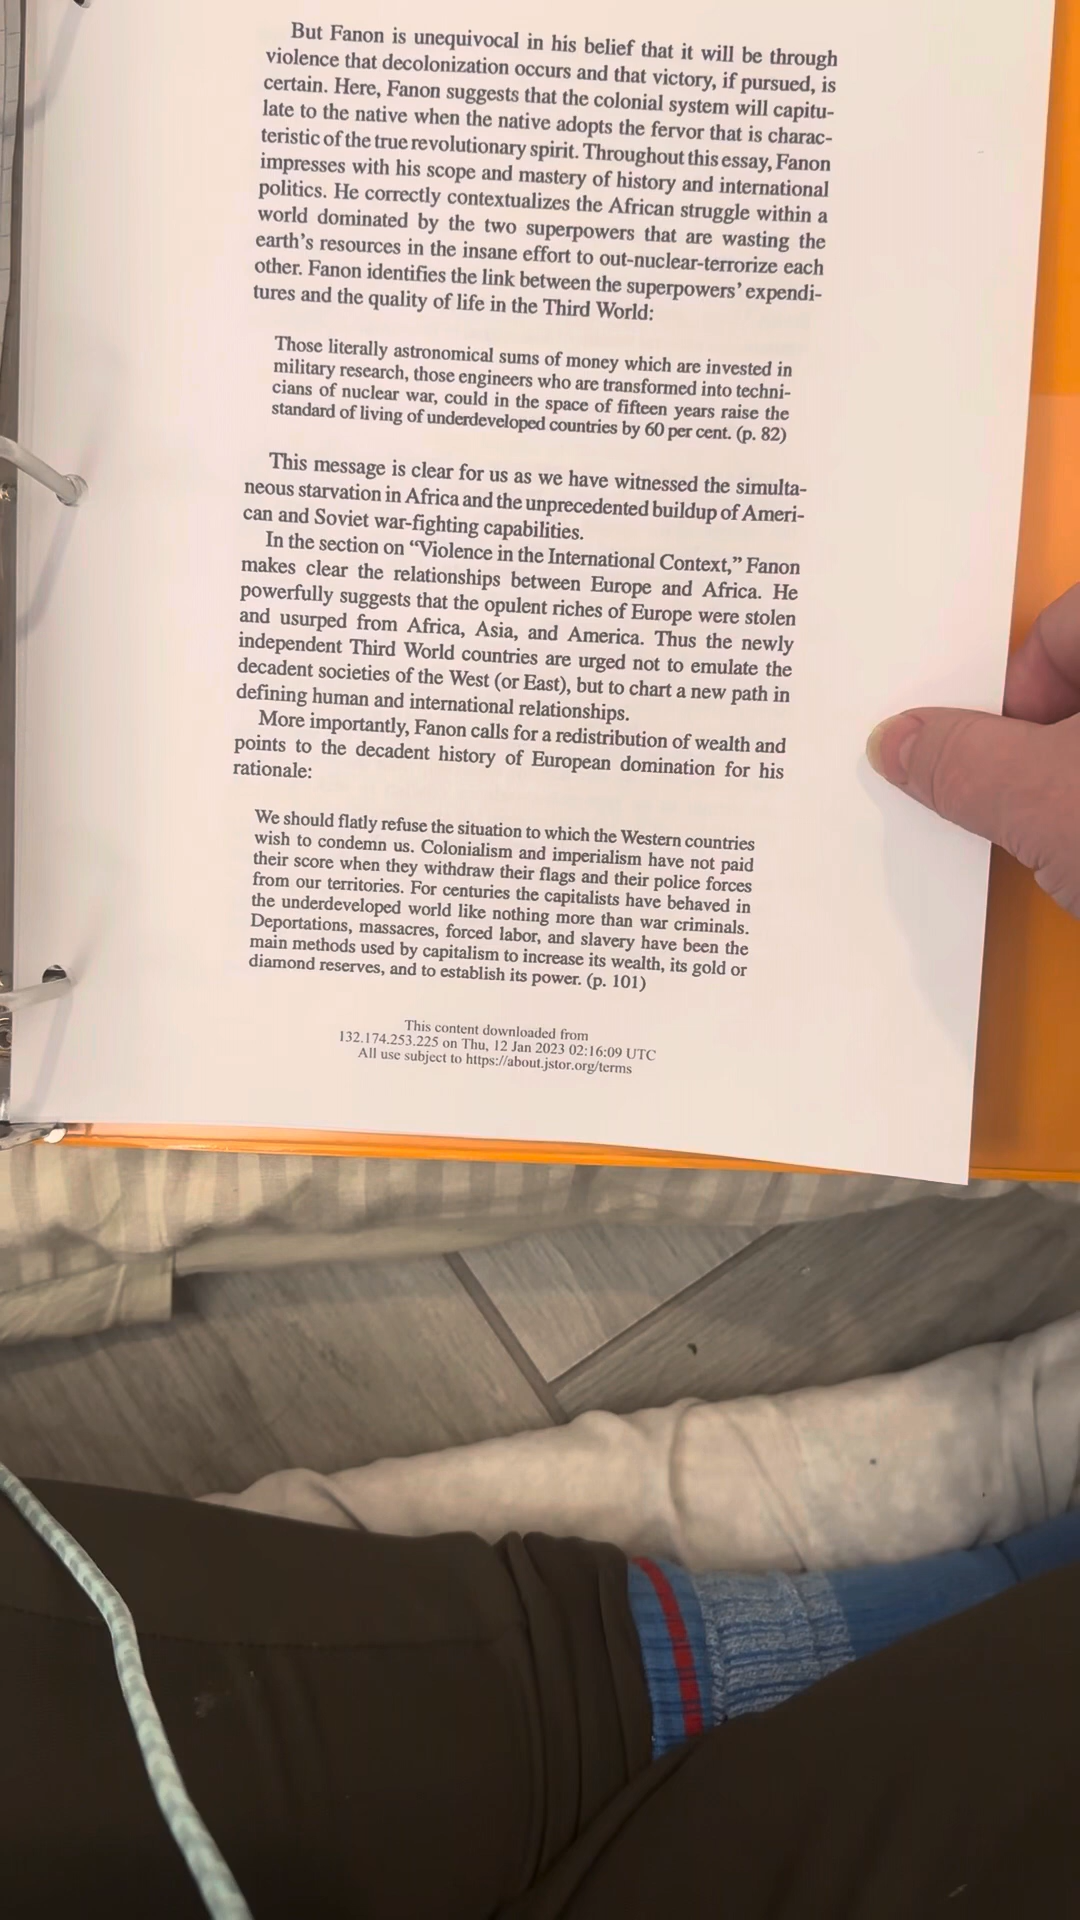 But Fanon is unequivocal in his belief that it will be through
violence that decolonization occurs and that victory, if pursued, is
certain. Here, Fanon suggests that the colonial system will capitu-
late to the native when the native adopts the fervor that is charac-
teristic of the true revolutionary spirit. Throughout this essay, Fanon
impresses with his scope and mastery of history and international
politics. He correctly contextualizes the African struggle within a
world dominated by the two superpowers that are wasting the
earth's resources in the insane effort to out-nuclear-terrorize each
other. Fanon identifies the link between the superpowers' expendi-
tures and the quality of life in the Third World:
Those literally astronomical sums of money which are invested in
military research, those engineers who are transformed into techni-
cians of nuclear war, could in the space of fifteen years raise the
standard of living of underdeveloped countries by 60 per cent. (p. 82)
This message is clear for us as we have witnessed the simulta-
neous starvation in Africa and the unprecedented buildup of Ameri-
can and Soviet war-fighting capabilities.
In the section on “Violence in the International Context,” Fanon
makes clear the relationships between Europe and Africa. He
powerfully suggests that the opulent riches of Europe were stolen
and usurped from Africa, Asia, and America. Thus the newly
independent Third World countries are urged not to emulate the
decadent societies of the West (or East), but to chart a new path in
defining human and international relationships.
More importantly, Fanon calls for a redistribution of wealth and
points to the decadent history of European domination for his
rationale:
We should flatly refuse the situation to which the Western countries
wish to condemn us. Colonialism and imperialism have not paid
their score when they withdraw their flags and their police forces
from our territories. For centuries the capitalists have behaved in
the underdeveloped world like nothing more than war criminals.
Deportations, massacres, forced labor, and slavery have been the
main methods used by capitalism to increase its wealth, its gold or
diamond reserves, and to establish its power. (p. 101)
This content downloaded from
132.174.253.225 on Thu, 12 Jan 2023 02:16:09 UTC
All use subject to https://about.jstor.org/terms